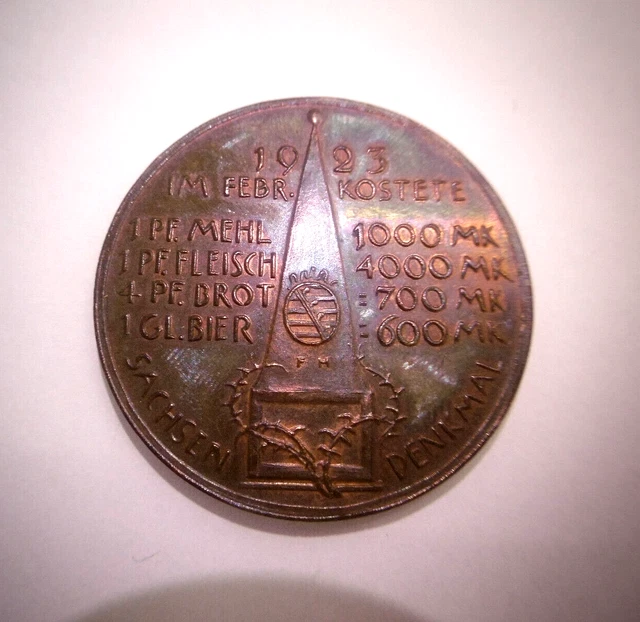 1923
IM FEBR. KOSTETE
1 PF. MEHL 1000 MK
1 PF. FLEISCH 4000 MK
4 PF. BROT = 700 MK
1 GL. BIER = 600 MK
F H
SACHSEN DENKMAL